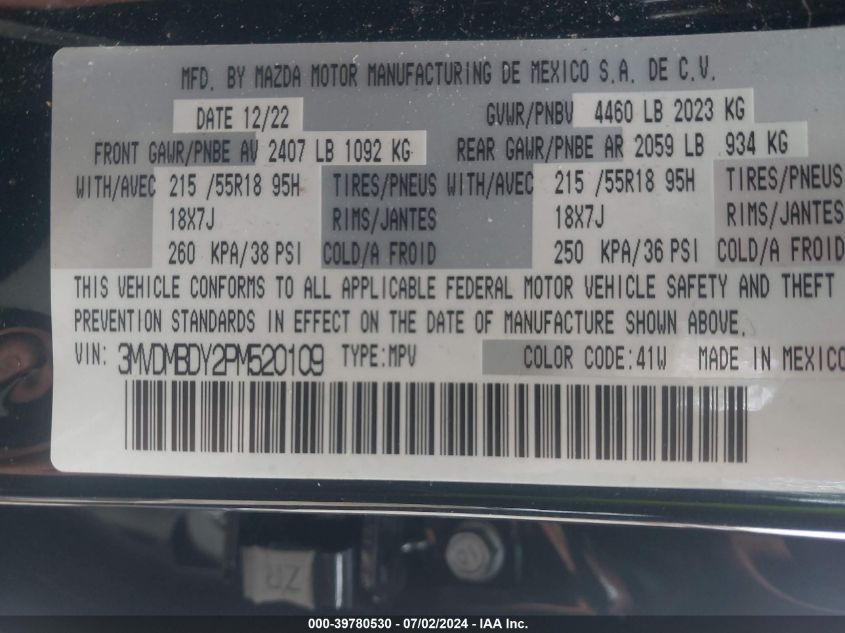 MFD. BY MAZDA MOTOR MANUFACTURING DE MEXICO S.A. DE C.V.
DATE 12/22 GVWR/PNBV 4460 LB 2023 KG
FRONT GAWR/PNBE AV 2407 LB 1092 KG REAR GAWR/PNBE AR 2059 LB 934 KG
WITH/AVEC 215 /55R18 95H TIRES/PNEUS WITH/AVEC 215 /55R18 95H TIRES/PNEUS
18X7J RIMS/JANTES 18X7J RIMS/JANTES
260 KPA/38 PSI COLD/A FROID 250 KPA/36 PSI COLD/A FROID
THIS VEHICLE CONFORMS TO ALL APPLICABLE FEDERAL MOTOR VEHICLE SAFETY AND THEFT
PREVENTION STANDARDS IN EFFECT ON THE DATE OF MANUFACTURE SHOWN ABOVE.
VIN: 3MVDMBDY2PM520109 TYPE:MPV COLOR CODE:41W MADE IN MEXICO
ZR
000-39780530 - 07/02/2024 - IAA Inc.